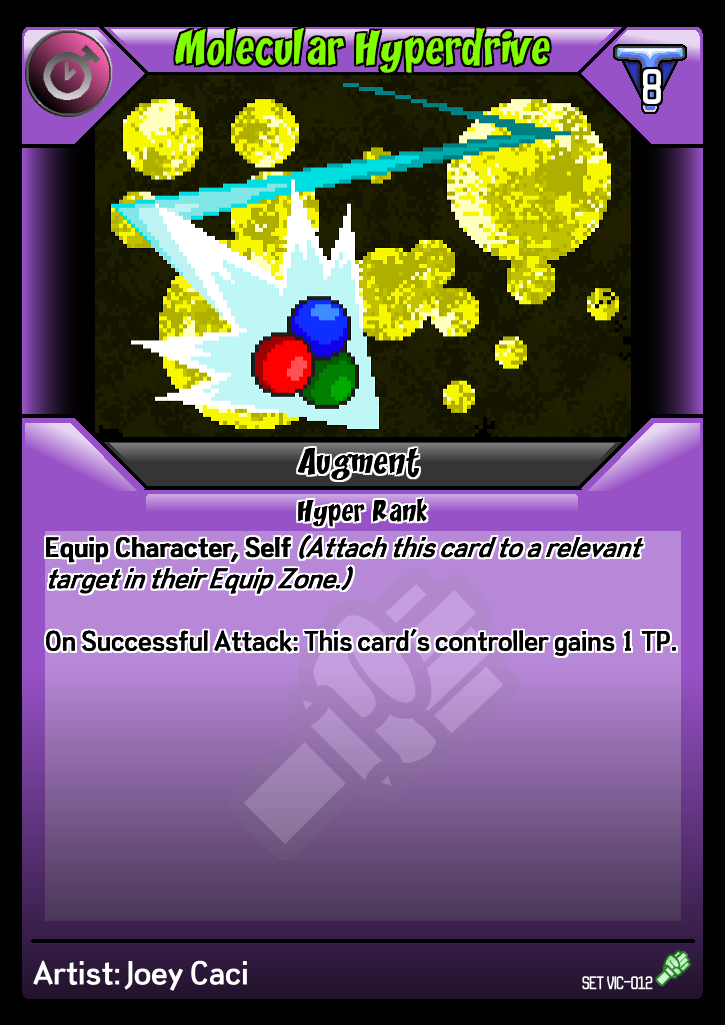 Molecular Hyperdrive
8
Augment
Hyper Rank
Equip Character, Self (Attach this card to a relevant
target in their Equip Zone.)
On Successful Attack: This card's controller gains 1 TP.
Artist: Joey Caci
SET VIC-012